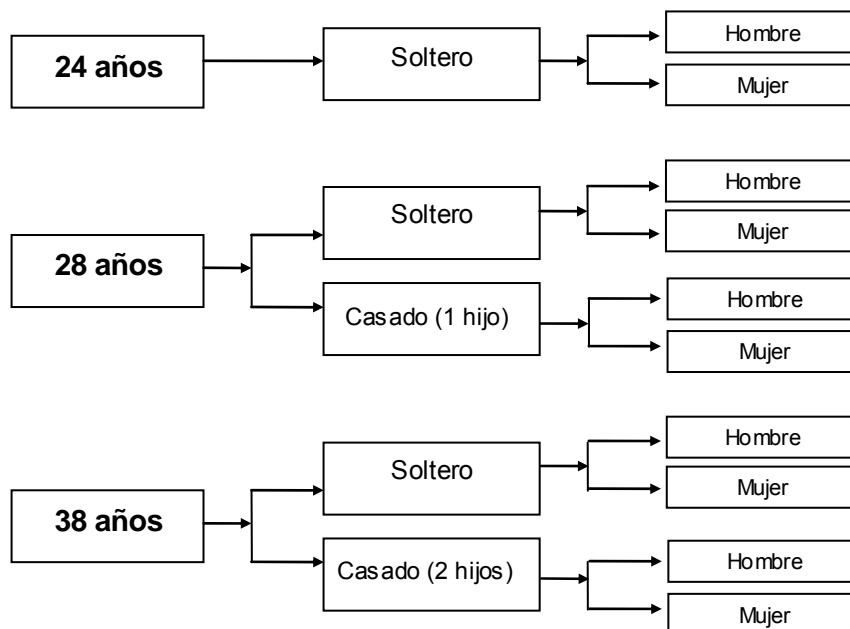 24 años
Soltero
Hombre
Mujer
28 años
Soltero
Hombre
Mujer
Casado (1 hijo)
Hombre
Mujer
38 años
Soltero
Hombre
Mujer
Casado (2 hijos)
Hombre
Mujer